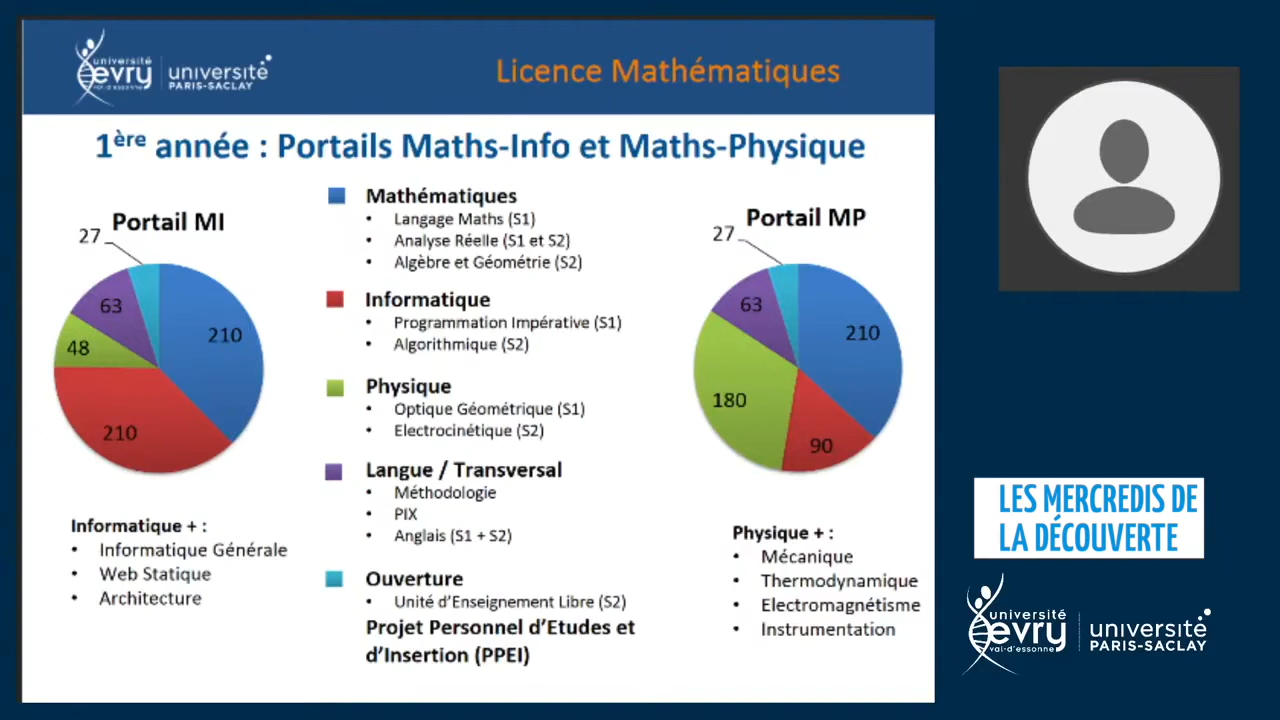 université
evry
val-d'essonne
université
PARIS-SACLAY
Licence Mathématiques
1ère année : Portails Maths-Info et Maths-Physique
Portail MI
27
63
210
48
210
Informatique + :
• Informatique Générale
• Web Statique
• Architecture
Mathématiques
• Langage Maths (S1)
• Analyse Réelle (S1 et S2)
• Algèbre et Géométrie (S2)
Informatique
• Programmation Impérative (S1)
• Algorithmique (S2)
Physique
• Optique Géométrique (S1)
• Electrocinétique (S2)
Langue / Transversal
• Méthodologie
• PIX
• Anglais (S1 + S2)
Ouverture
• Unité d'Enseignement Libre (S2)
Projet Personnel d'Etudes et
d'Insertion (PPEI)
Portail MP
27
63
210
180
90
Physique + :
• Mécanique
• Thermodynamique
• Electromagnétisme
• Instrumentation
LES MERCREDIS DE
LA DÉCOUVERTE
université
evry
val-d'essonne
université
PARIS-SACLAY